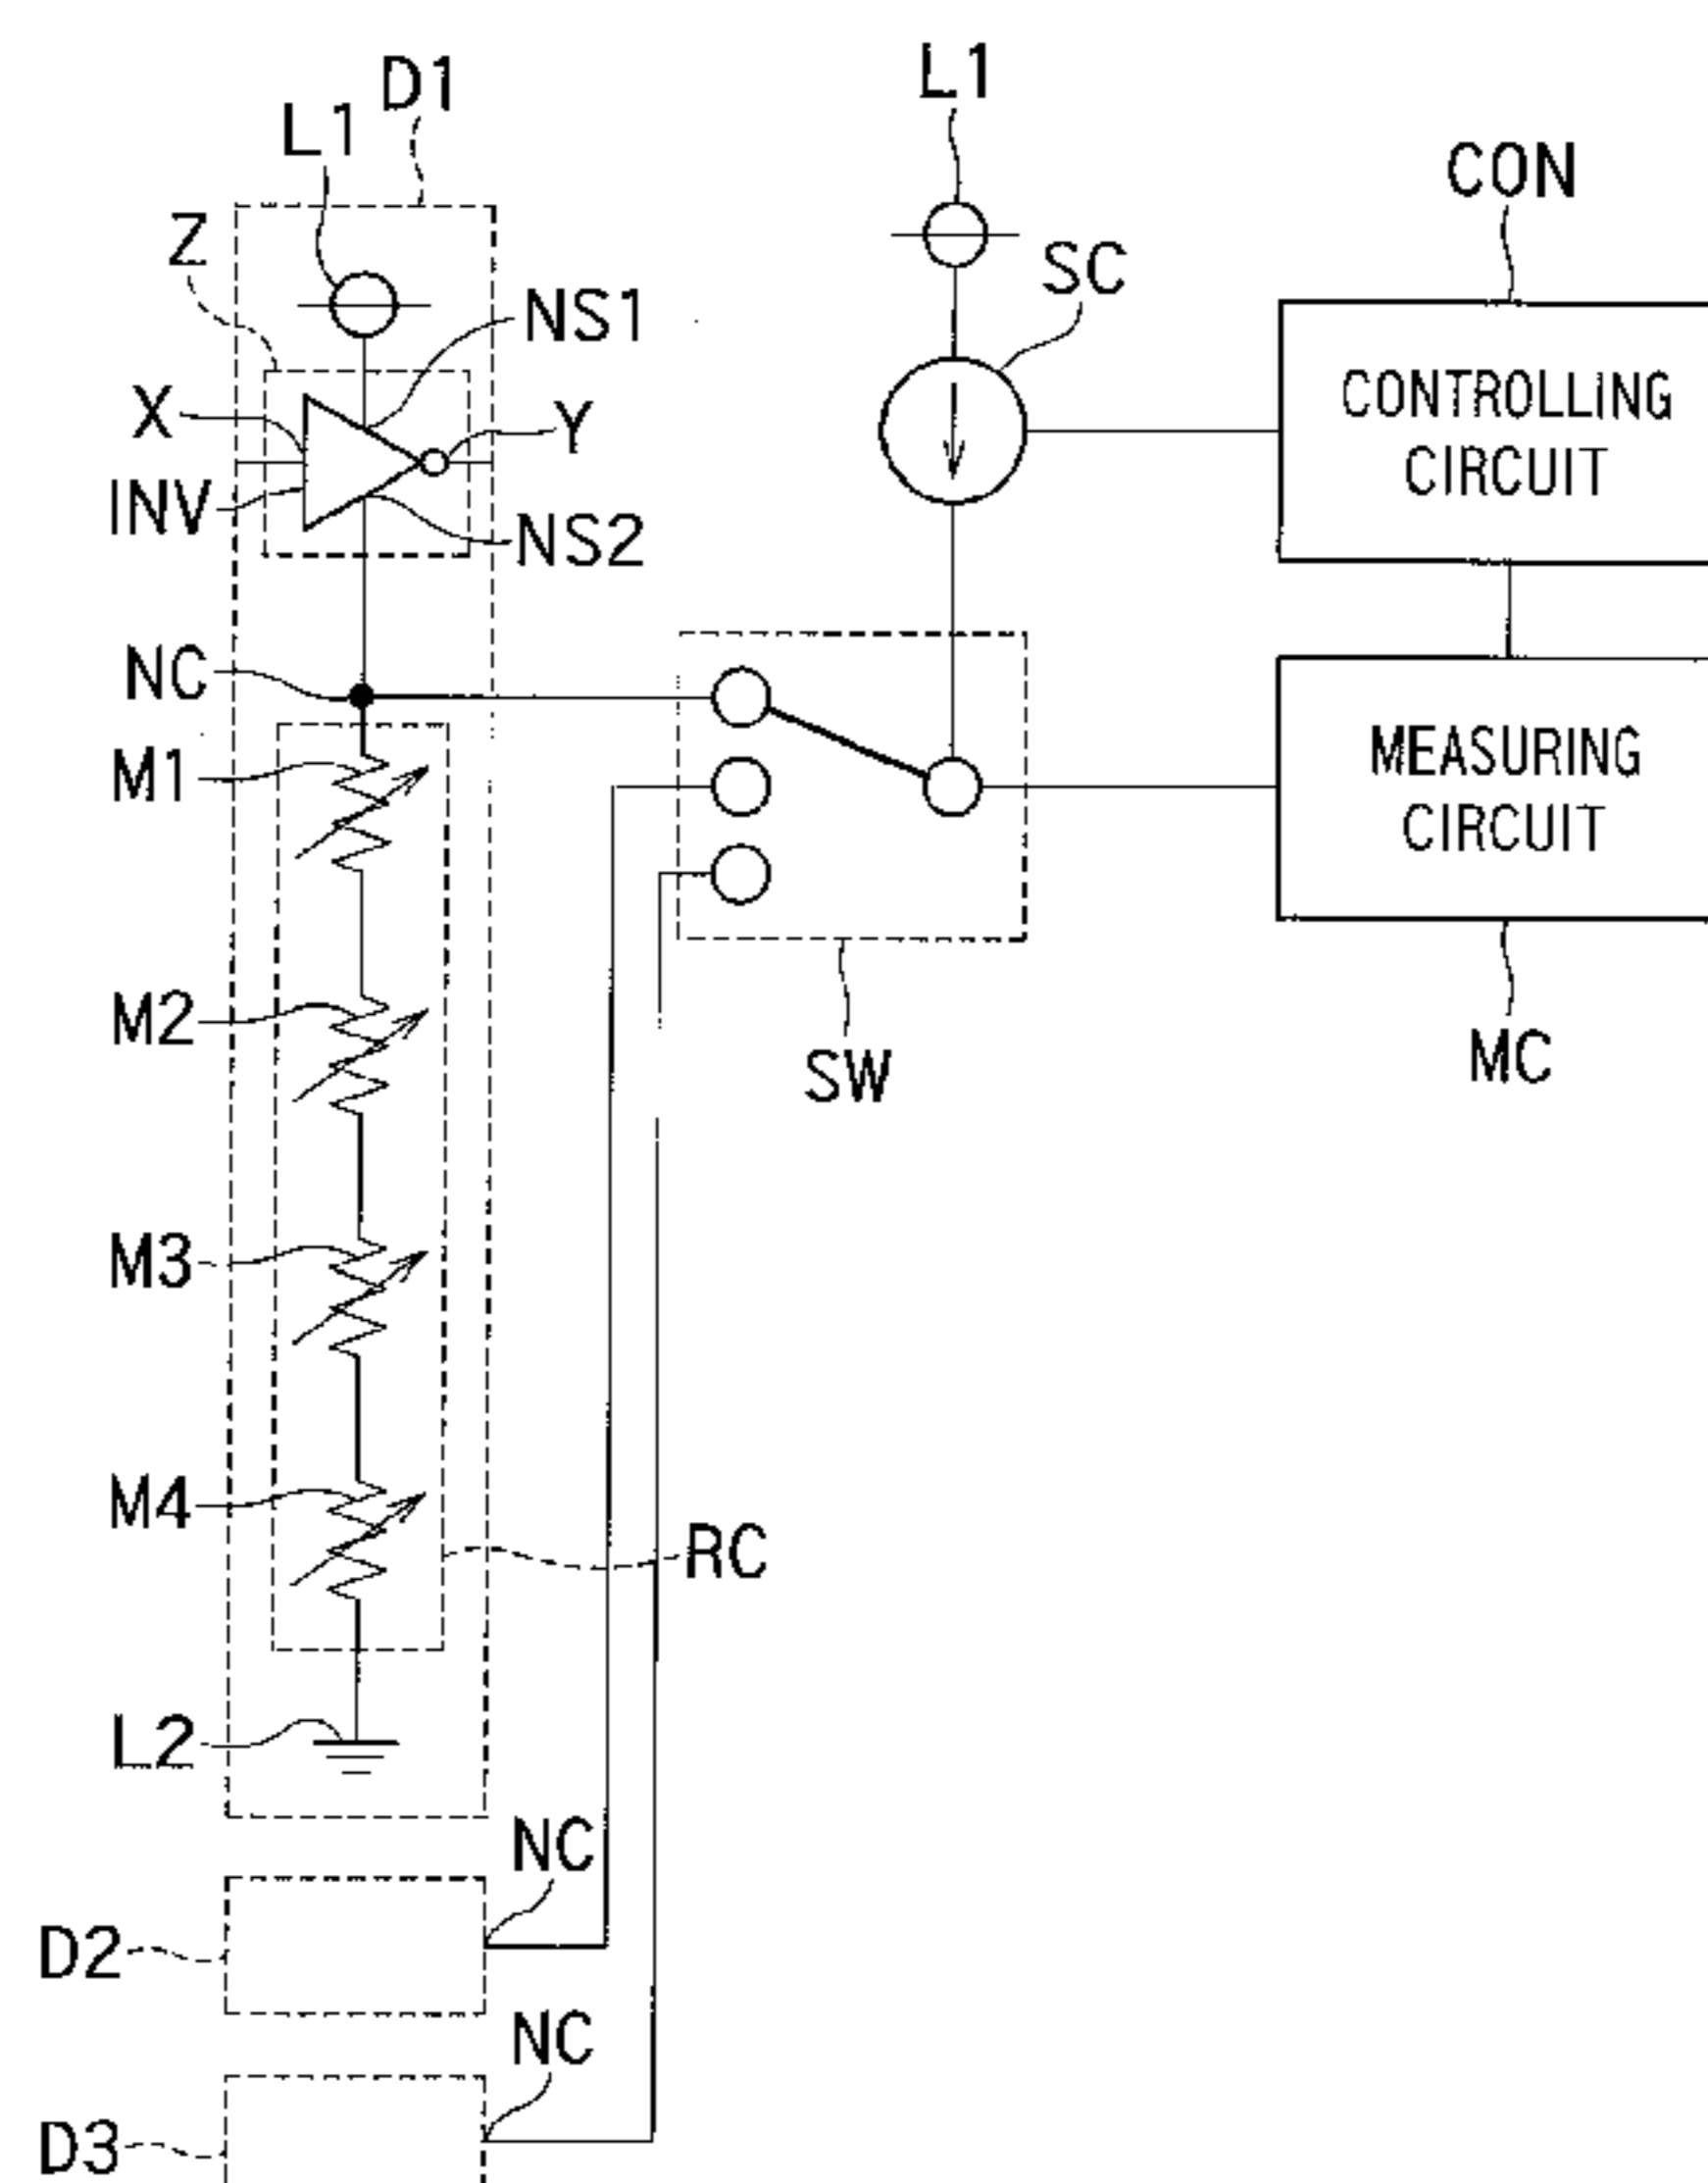 D1
L1
L1
CON
Z
SC
NS1
X
Y
CONTROLLING
CIRCUIT
INV
NS2
NC
M1
MEASURING
CIRCUIT
M2
SW
MC
M3
M4
RC
L2
NC
D2
NC
D3